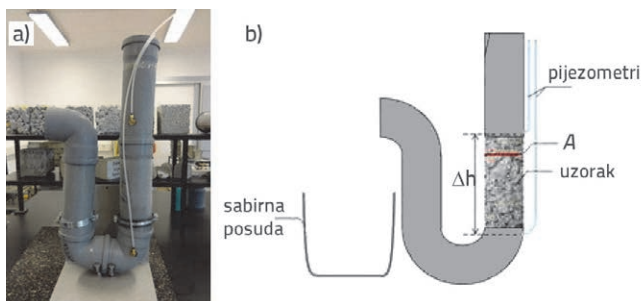 a)
b)
pijezometri
A
uzorak
Δh
sabirna
posuda